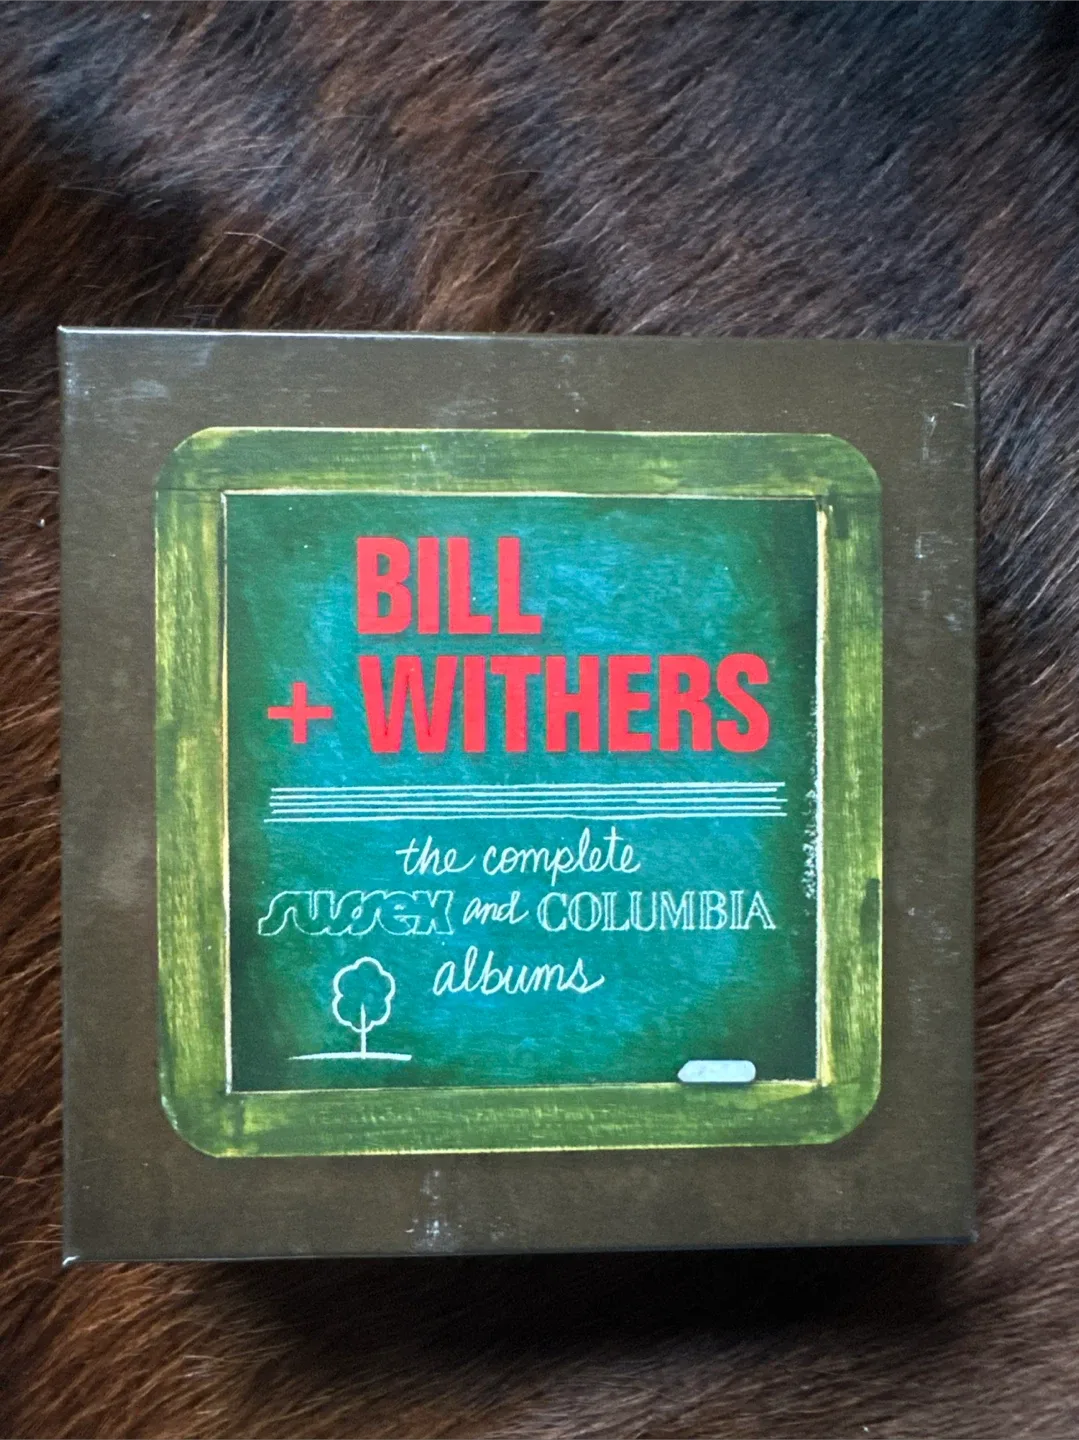 BILL
+ WITHERS
the complete
sussex and COLUMBIA
albums